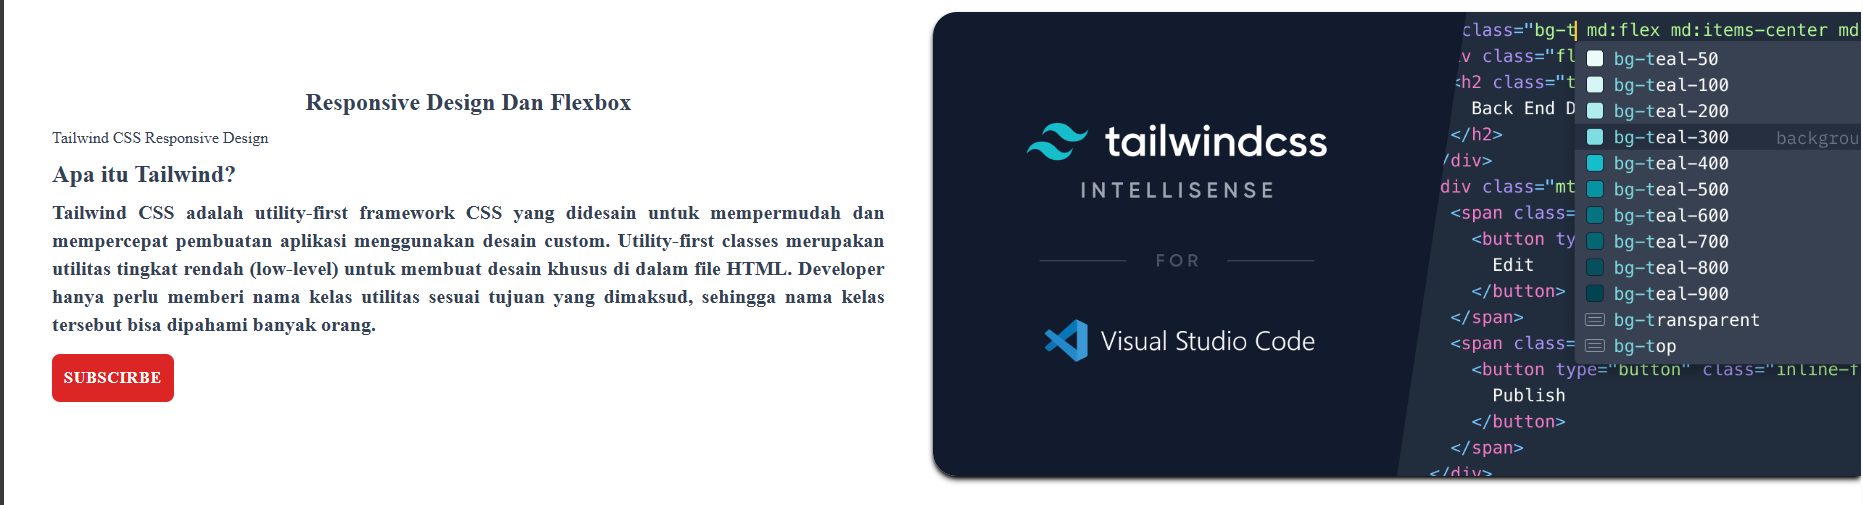 Responsive Design Dan Flexbox
Tailwind CSS Responsive Design
Apa itu Tailwind?
Tailwind CSS adalah utility-first framework CSS yang didesain untuk mempermudah dan
mempercepat pembuatan aplikasi menggunakan desain custom. Utility-first classes merupakan
utilitas tingkat rendah (low-level) untuk membuat desain khusus di dalam file HTML. Developer
hanya perlu memberi nama kelas utilitas sesuai tujuan yang dimaksud, sehingga nama kelas
tersebut bisa dipahami banyak orang.
SUBSCIRBE
tailwindcss
INTELLISENSE
FOR
Visual Studio Code
class="bg-t md:flex md:items-center md
v class="fl
<h2 class="t
Back End D
</h2>
/div>
div class="mt
<span class=
<button ty
Edit
</button>
</span>
<span class=
<button type="button" class="inline-f
Publish
</button>
</span>
</div>
bg-teal-50
bg-teal-100
bg-teal-200
bg-teal-300 backgrou
bg-teal-400
bg-teal-500
bg-teal-600
bg-teal-700
bg-teal-800
bg-teal-900
bg-transparent
bg-top